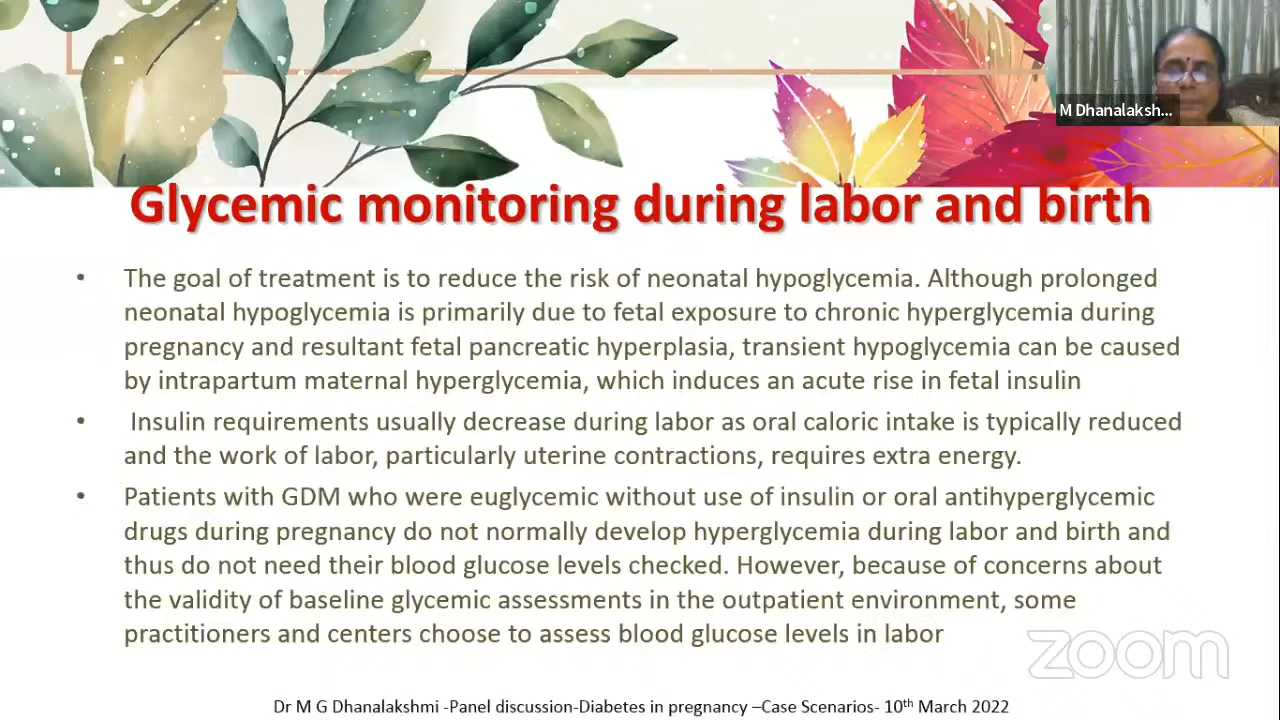 M Dhanalaksh...
Glycemic monitoring during labor and birth
• The goal of treatment is to reduce the risk of neonatal hypoglycemia. Although prolonged
neonatal hypoglycemia is primarily due to fetal exposure to chronic hyperglycemia during
pregnancy and resultant fetal pancreatic hyperplasia, transient hypoglycemia can be caused
by intrapartum maternal hyperglycemia, which induces an acute rise in fetal insulin
• Insulin requirements usually decrease during labor as oral caloric intake is typically reduced
and the work of labor, particularly uterine contractions, requires extra energy.
• Patients with GDM who were euglycemic without use of insulin or oral antihyperglycemic
drugs during pregnancy do not normally develop hyperglycemia during labor and birth and
thus do not need their blood glucose levels checked. However, because of concerns about
the validity of baseline glycemic assessments in the outpatient environment, some
practitioners and centers choose to assess blood glucose levels in labor
zoom
Dr M G Dhanalakshmi -Panel discussion-Diabetes in pregnancy –Case Scenarios- 10th March 2022